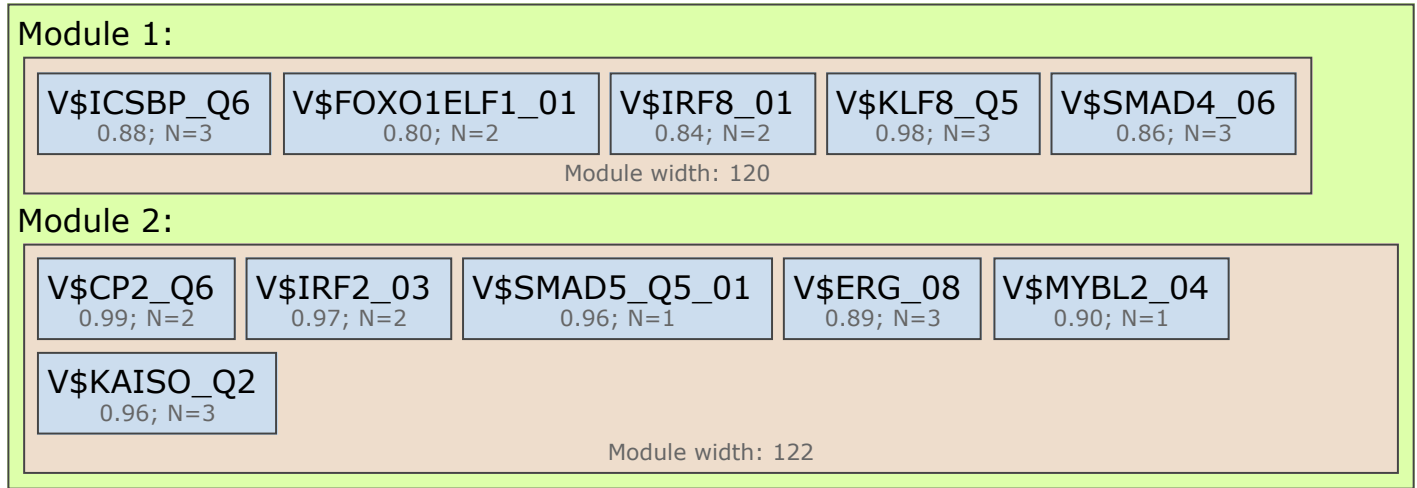 Module 1:
V$ICSBP_Q6 V$FOXO1ELF1_01 V$IRF8_01 V$KLF8_Q5 V$SMAD4_06
0.88; N=3 0.80; N=2 0.84; N=2 0.98; N=3 0.86; N=3
Module width: 120
Module 2:
V$CP2_Q6 V$IRF2_03 V$SMAD5_Q5_01 V$ERG_08 V$MYBL2_04
0.99; N=2 0.97; N=2 0.96; N=1 0.89; N=3 0.90; N=1
V$KAISO_Q2
0.96; N=3
Module width: 122